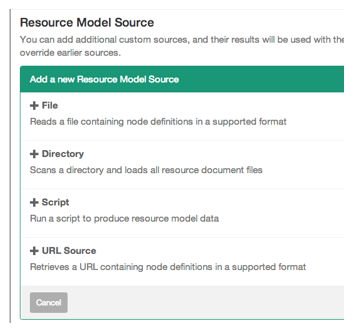 Resource Model Source
You can add additional custom sources, and their results will be used with the
override earlier sources.
Add a new Resource Model Source
File
Reads a file containing node definitions in a supported format
Directory
Scans a directory and loads all resource document files
Script
Run a script to produce resource model data
URL Source
Retrieves a URL containing node definitions in a supported format
Cancel